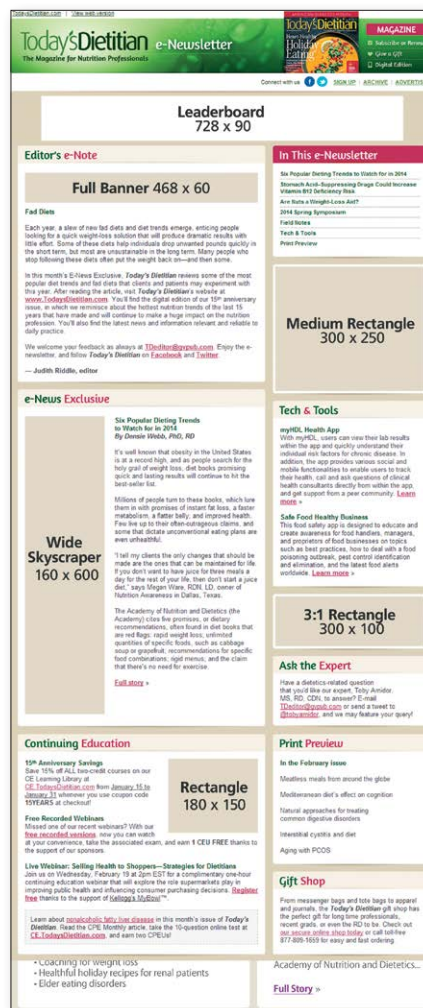 TodaysDietitian.com | View web version
Today's Dietitian e-Newsletter
The Magazine for Nutrition Professionals
Today's Dietitian
Holiday
Eating
MAGAZINE
Subscribe or Renew
Give a Gift
Digital Edition
Connect with us SIGN UP | ARCHIVE | ADVERTIS
Leaderboard
728 x 90
Editor's e-Note
Full Banner 468 x 60
Fad Diets
Each year, a slew of new fad diets and diet trends emerge, enticing people
looking for a quick weight-loss solution that will produce dramatic results with
little effort. Some of these diets help individuals drop unwanted pounds quickly in
the short term, but most are unsustainable in the long term. Many people who
stop following these diets often put the weight back on—and then some.
In this month's E-News Exclusive, Today's Dietitian reviews some of the most
popular diet trends and fad diets that clients and patients may experiment with
this year. After reading the article, visit Today's Dietitian's website at
www.TodaysDietitian.com. You'll find the digital edition of our 15th anniversary
issue, in which we reminisce about the hottest nutrition trends of the last 15
years that have made and will continue to make a huge impact on the nutrition
profession. You'll also find the latest news and information relevant and reliable to
daily practice.
We welcome your feedback as always at TDeditor@gvpub.com. Enjoy the e-
newsletter, and follow Today's Dietitian on Facebook and Twitter.
— Judith Riddle, editor
e-News Exclusive
Wide
Skyscraper
160 x 600
Six Popular Dieting Trends
to Watch for in 2014
By Densie Webb, PhD, RD
It's well known that obesity in the United States
is at a record high, and as people search for the
holy grail of weight loss, diet books promising
quick and lasting results will continue to hit the
best-seller list.
Millions of people turn to these books, which lure
them in with promises of instant fat loss, a faster
metabolism, a flatter belly, and improved health.
Few live up to their often-outrageous claims, and
some that dictate unconventional eating plans are
even unhealthful.
"I tell my clients the only changes that should be
made are the ones that can be maintained for life.
If you don't want to have juice for three meals a
day for the rest of your life, then don't start a juice
diet," says Megan Ware, RDN, LD, owner of
Nutrition Awareness in Dallas, Texas.
The Academy of Nutrition and Dietetics (the
Academy) cites five promises, or dietary
recommendations, often found in diet books that
are red flags: rapid weight loss, unlimited
quantities of specific foods, such as cabbage
soup or grapefruit; recommendations for specific
food combinations; rigid menus, and the claim
that there's no need for exercise.
Full story »
Continuing Education
15th Anniversary Savings
Save 15% off ALL two-credit courses on our
CE Learning Library at
CE.TodaysDietitian.com from January 15 to
January 31 whenever you use coupon code
15YEARS at checkout!
Rectangle
180 x 150
Free Recorded Webinars
Missed one of our recent webinars? With our
free recorded versions, now you can watch
at your convenience, take the associated exam, and earn 1 CEU FREE thanks to
the support of our sponsors.
Live Webinar: Selling Health to Shoppers—Strategies for Dietitians
Join us on Wednesday, February 19 at 2pm EST for a complimentary one-hour
continuing education webinar that will explore the role supermarkets play in
improving public health and influencing consumer purchasing decisions. Register
free thanks to the support of Kellogg's MyBowl™.
Learn about nonalcoholic fatty liver disease in this month's issue of Today's
Dietitian. Read the CPE Monthly article, take the 10-question online test at
CE.TodaysDietitian.com, and earn two CPEUs!
• Coaching for weight loss
• Healthful holiday recipes for renal patients
• Elder eating disorders
In This e-Newsletter
Six Popular Dieting Trends to Watch for in 2014
Stomach Acid–Suppressing Drugs Could Increase
Vitamin B12 Deficiency Risk
Are Nuts a Weight-Loss Aid?
2014 Spring Symposium
Field Notes
Tech & Tools
Print Preview
Medium Rectangle
300 x 250
Tech & Tools
myHDL Health App
With myHDL, users can view their lab results
within the app and quickly understand their
individual risk factors for chronic disease. In
addition, the app provides various social and
mobile functionalities to enable users to track
their health, call and ask questions of clinical
health consultants directly from within the app,
and get support from a peer community. Learn
more »
Safe Food Healthy Business
This food safety app is designed to educate and
create awareness for food handlers, managers,
and proprietors of food businesses on topics
such as best practices, how to deal with a food
poisoning outbreak, pest control identification
and elimination, and the latest food alerts
worldwide. Learn more »
3:1 Rectangle
300 x 100
Ask the Expert
Have a dietetics-related question
that you'd like our expert, Toby Amidor,
MS, RD, CDN, to answer? E-mail
TDeditor@gvpub.com or send a tweet to
@tobyamidor, and we may feature your query!
Print Preview
In the February issue
Meatless meals from around the globe
Mediterranean diet's effect on cognition
Natural approaches for treating
common digestive disorders
Interstitial cystitis and diet
Aging with PCOS
Gift Shop
From messenger bags and tote bags to apparel
and journals, the Today's Dietitian gift shop has
the perfect gift for long time professionals,
recent grads, or even the RD to be. Check out
our secure online shop today or call toll-free
877-809-1659 for easy and fast ordering.
Academy of Nutrition and Dietetics...
Full Story »